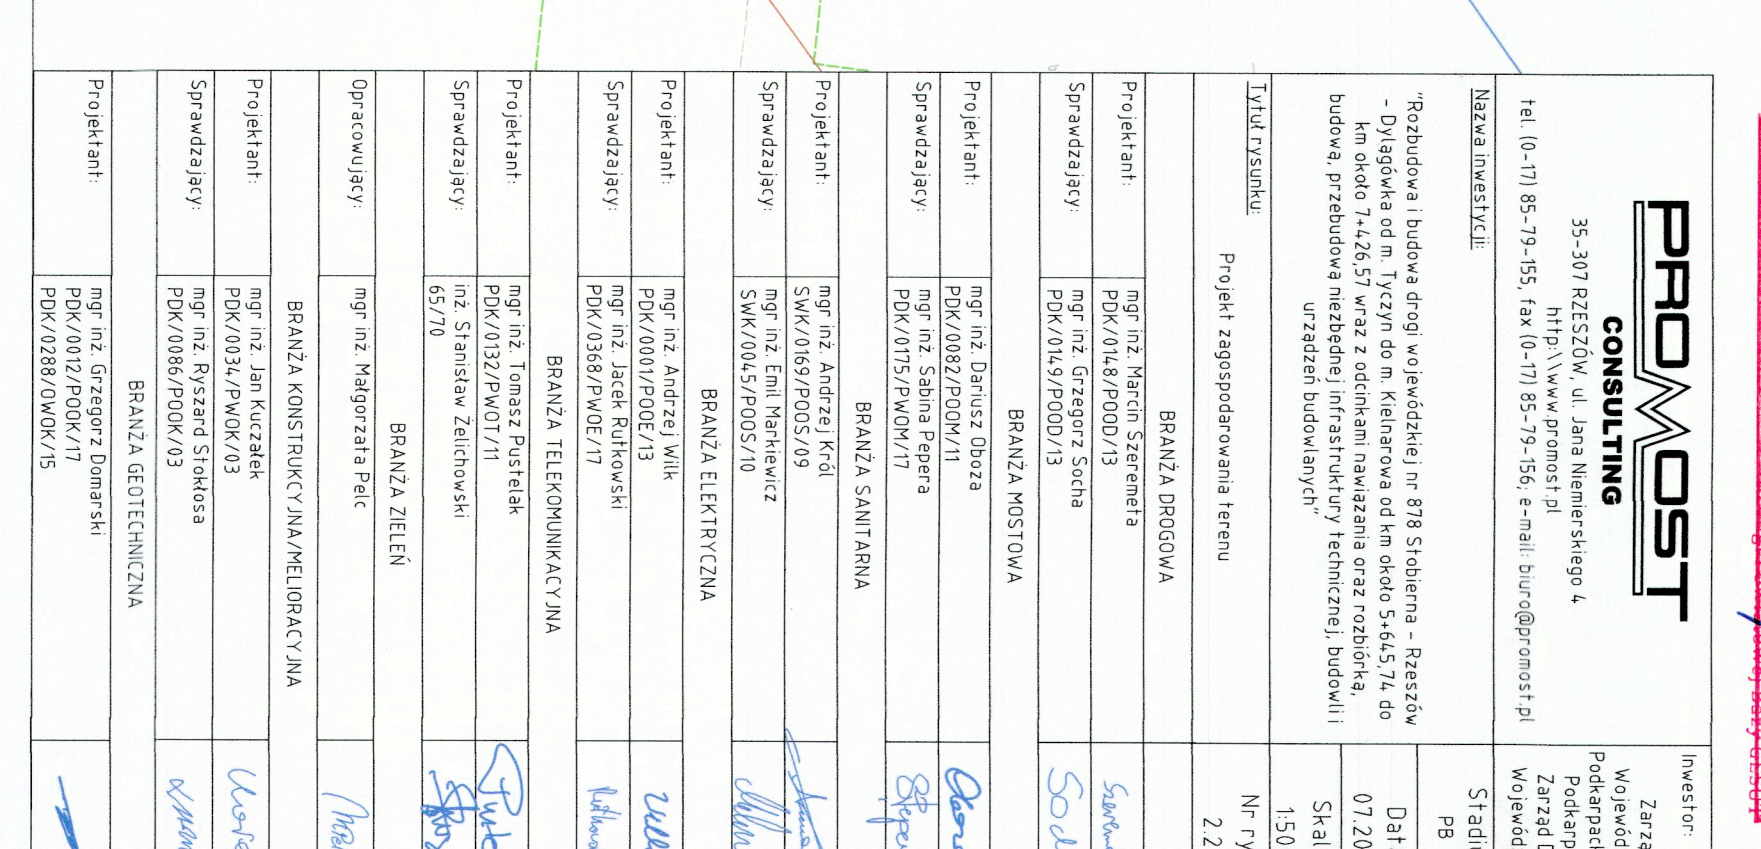 PROMOST
CONSULTING
35-307 RZESZÓW, ul. Jana Niemierskiego 4
http:\\www.promost.pl
tel. (0-17) 85-79-155, fax (0-17) 85-79-156; e-mail: biuro@promost.pl
Inwestor:
Nazwa inwestycji:
"Rozbudowa i budowa drogi wojewódzkiej nr 878 Stobierna - Rzeszów
- Dylągówka od m. Tyczyn do m. Kielnarowa od km około 5+645,74 do
km około 7+426,57 wraz z odcinkami nawiązania oraz rozbiórką,
budową, przebudową niezbędnej infrastruktury technicznej, budowli i
urządzeń budowlanych"
PB
Tytuł rysunku:
Projekt zagospodarowania terenu
BRANŻA DROGOWA
Projektant: mgr inż. Marcin Szeremeta
PDK/0148/POOD/13
Sprawdzający: mgr inż. Grzegorz Socha
PDK/0149/POOD/13
BRANŻA MOSTOWA
Projektant: mgr inż. Dariusz Oboza
PDK/0082/POOM/11
Sprawdzający: mgr inż. Sabina Pepera
PDK/0175/PWOM/17
BRANŻA SANITARNA
Projektant: mgr inż. Andrzej Król
SWK/0169/POOS/09
Sprawdzający: mgr inż. Emil Markiewicz
SWK/0045/POOS/10
BRANŻA ELEKTRYCZNA
Projektant: mgr inż. Andrzej Wilk
PDK/0001/POOE/13
Sprawdzający: mgr inż. Jacek Rutkowski
PDK/0368/PWOE/17
BRANŻA TELEKOMUNIKACYJNA
Projektant: mgr inż. Tomasz Pustelak
PDK/0132/PWOT/11
Sprawdzający: inż. Stanisław Żelichowski
65/70
BRANŻA ZIELEŃ
Opracowujący: mgr inż. Małgorzata Pelc
BRANŻA KONSTRUKCYJNA/MELIORACYJNA
Projektant: mgr inż. Jan Kuczałek
PDK/0034/PWOK/03
Sprawdzający: mgr inż. Ryszard Stokłosa
PDK/0086/POOK/03
BRANŻA GEOTECHNICZNA
Projektant: mgr inż. Grzegorz Domarski
PDK/0012/POOK/17
PDK/0288/OWOK/15